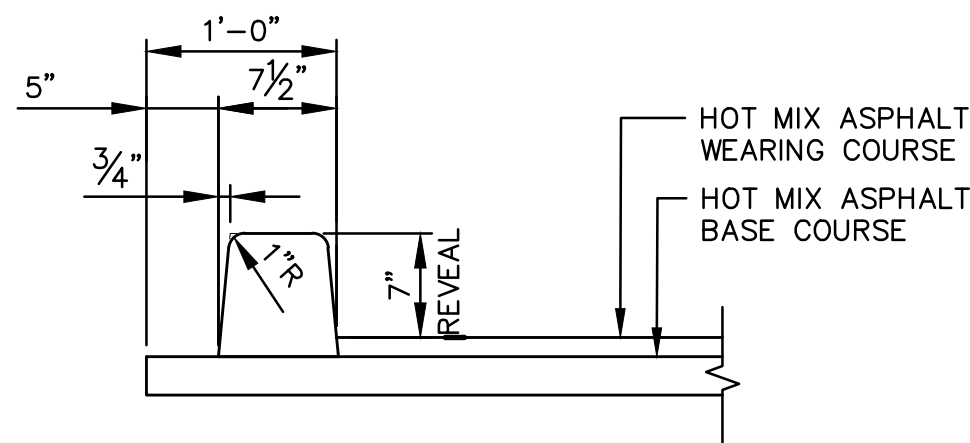 1'-0"
5"
7½"
¾"
1"R
7"
REVEAL
HOT MIX ASPHALT
WEARING COURSE
HOT MIX ASPHALT
BASE COURSE